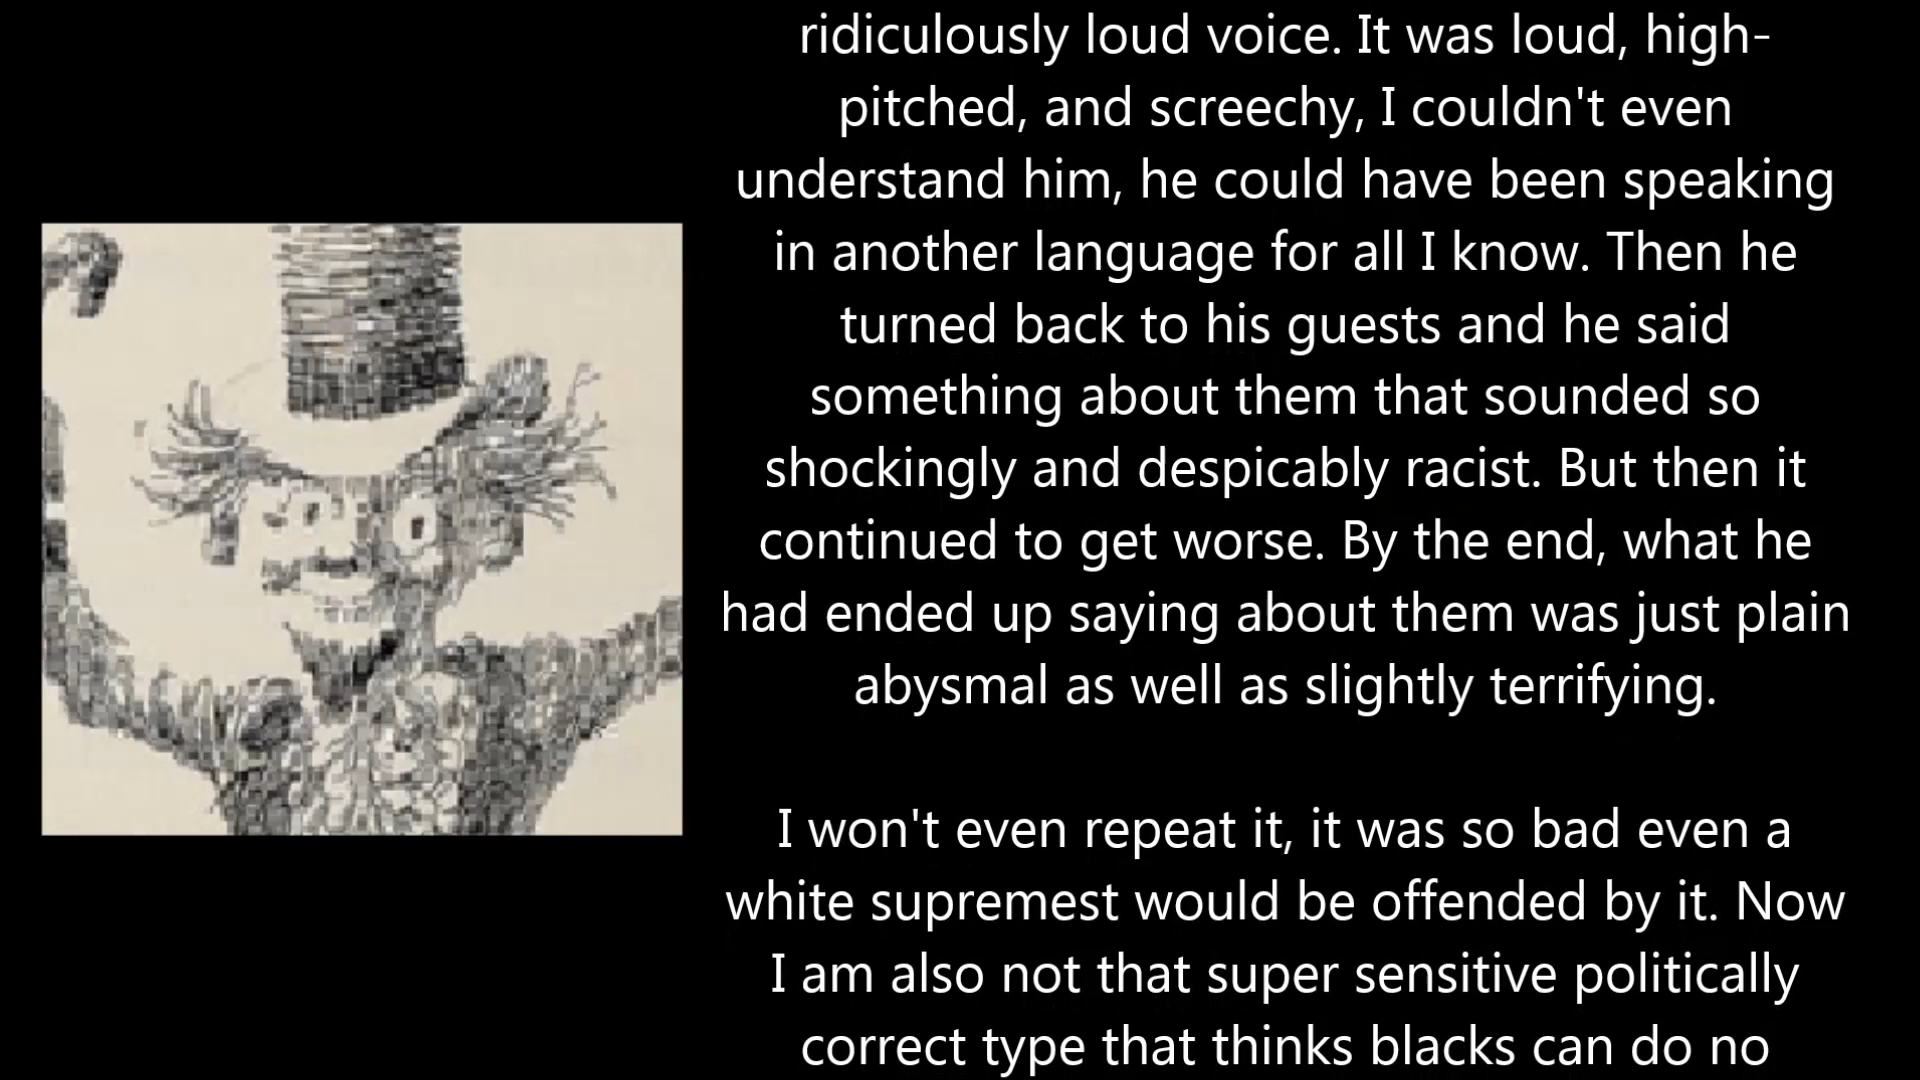 ridiculously loud voice. It was loud, high-
pitched, and screechy, I couldn't even
understand him, he could have been speaking
in another language for all I know. Then he
turned back to his guests and he said
something about them that sounded so
shockingly and despicably racist. But then it
continued to get worse. By the end, what he
had ended up saying about them was just plain
abysmal as well as slightly terrifying.
I won't even repeat it, it was so bad even a
white supremest would be offended by it. Now
I am also not that super sensitive politically
correct type that thinks blacks can do no